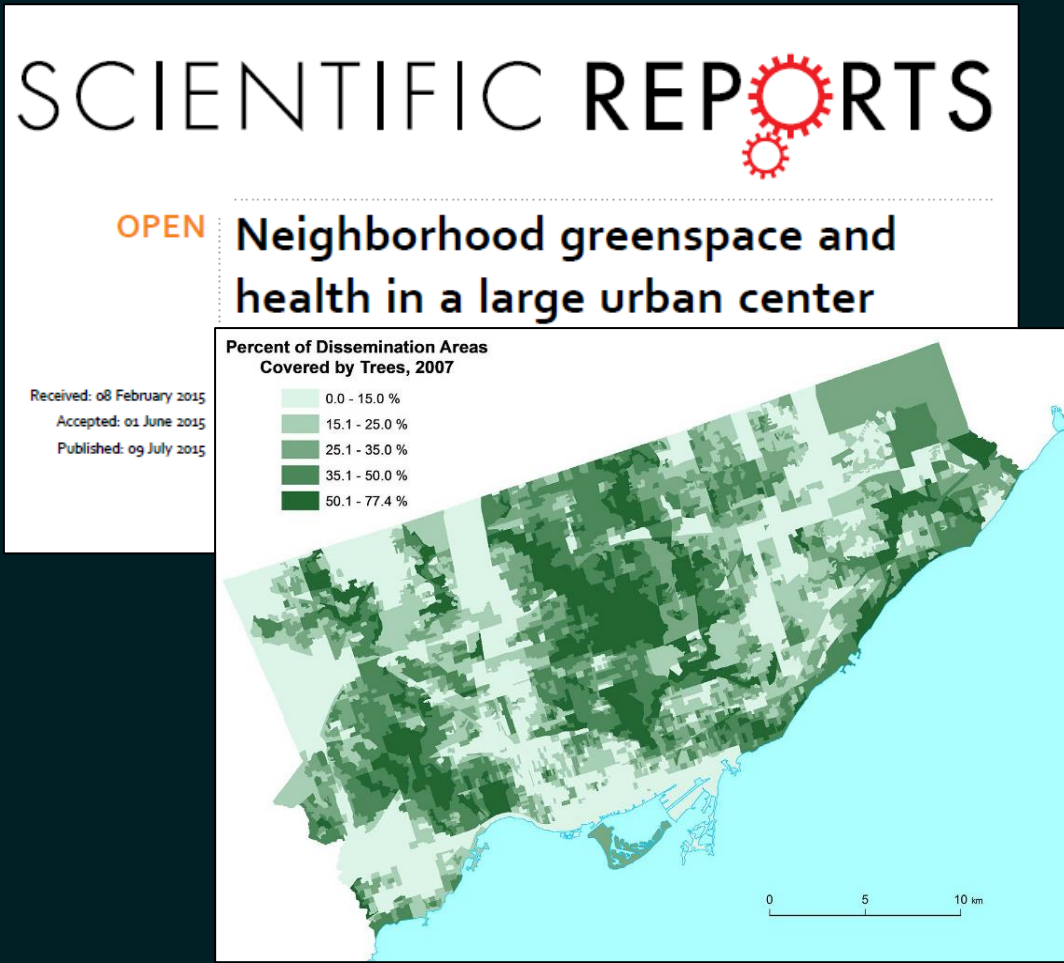 SCIENTIFIC REPORTS
OPEN
Neighborhood greenspace and
health in a large urban center
Received: 08 February 2015
Accepted: 01 June 2015
Published: 09 July 2015
Percent of Dissemination Areas
Covered by Trees, 2007
0.0 - 15.0 %
15.1 - 25.0 %
25.1 - 35.0 %
35.1 - 50.0 %
50.1 - 77.4 %
0 5 10 km